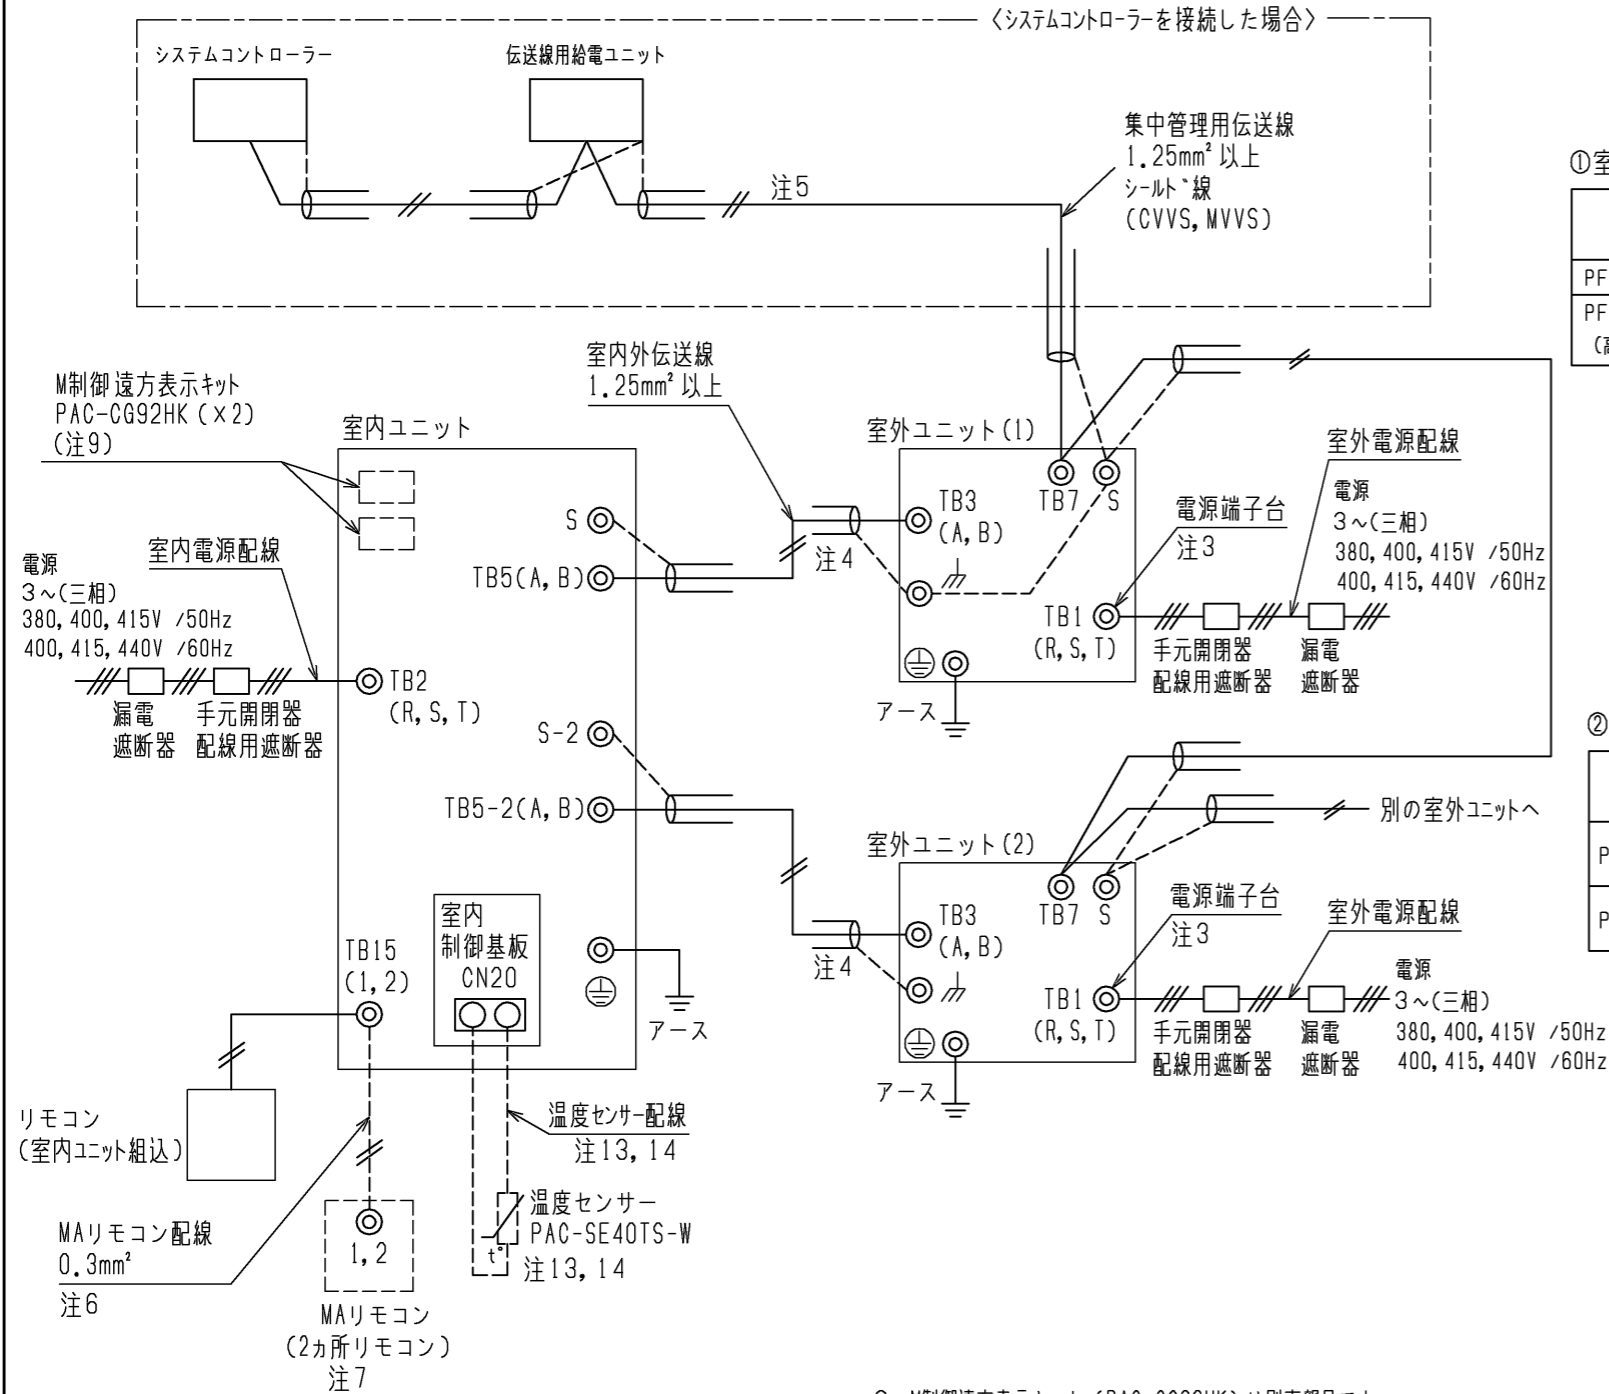 〈システムコントローラーを接続した場合〉
システムコントローラー
伝送線用給電ユニット
集中管理用伝送線
1.25mm² 以上
シールド線
(CVVS, MVVS)
注5
①室
PF
PF
M制御遠方表示キット
PAC-CG92HK (×2)
(注9)
室内外伝送線
1.25mm² 以上
室内ユニット
室外ユニット(1)
室外電源配線
電源
3～(三相)
380, 400, 415V /50Hz
400, 415, 440V /60Hz
電源端子台
注3
TB3
(A, B)
TB7
S
注4
TB1
(R, S, T)
手元開閉器
配線用遮断器
漏電
遮断器
アース
S
TB5(A, B)
室内電源配線
電源
3～(三相)
380, 400, 415V /50Hz
400, 415, 440V /60Hz
漏電
遮断器
手元開閉器
配線用遮断器
TB2
(R, S, T)
S-2
TB5-2(A, B)
②
P
P
別の室外ユニットへ
室外ユニット(2)
TB3
(A, B)
TB7
S
電源端子台
注3
室外電源配線
注4
TB1
(R, S, T)
手元開閉器
配線用遮断器
漏電
遮断器
電源
3～(三相)
380, 400, 415V /50Hz
400, 415, 440V /60Hz
アース
室内
制御基板
CN20
TB15
(1, 2)
アース
リモコン
(室内ユニット組込)
温度センサー配線
注13, 14
温度センサー
PAC-SE40TS-W
注13, 14
t°
MAリモコン配線
0.3mm²
注6
1, 2
MAリモコン
(2ヵ所リモコン)
注7